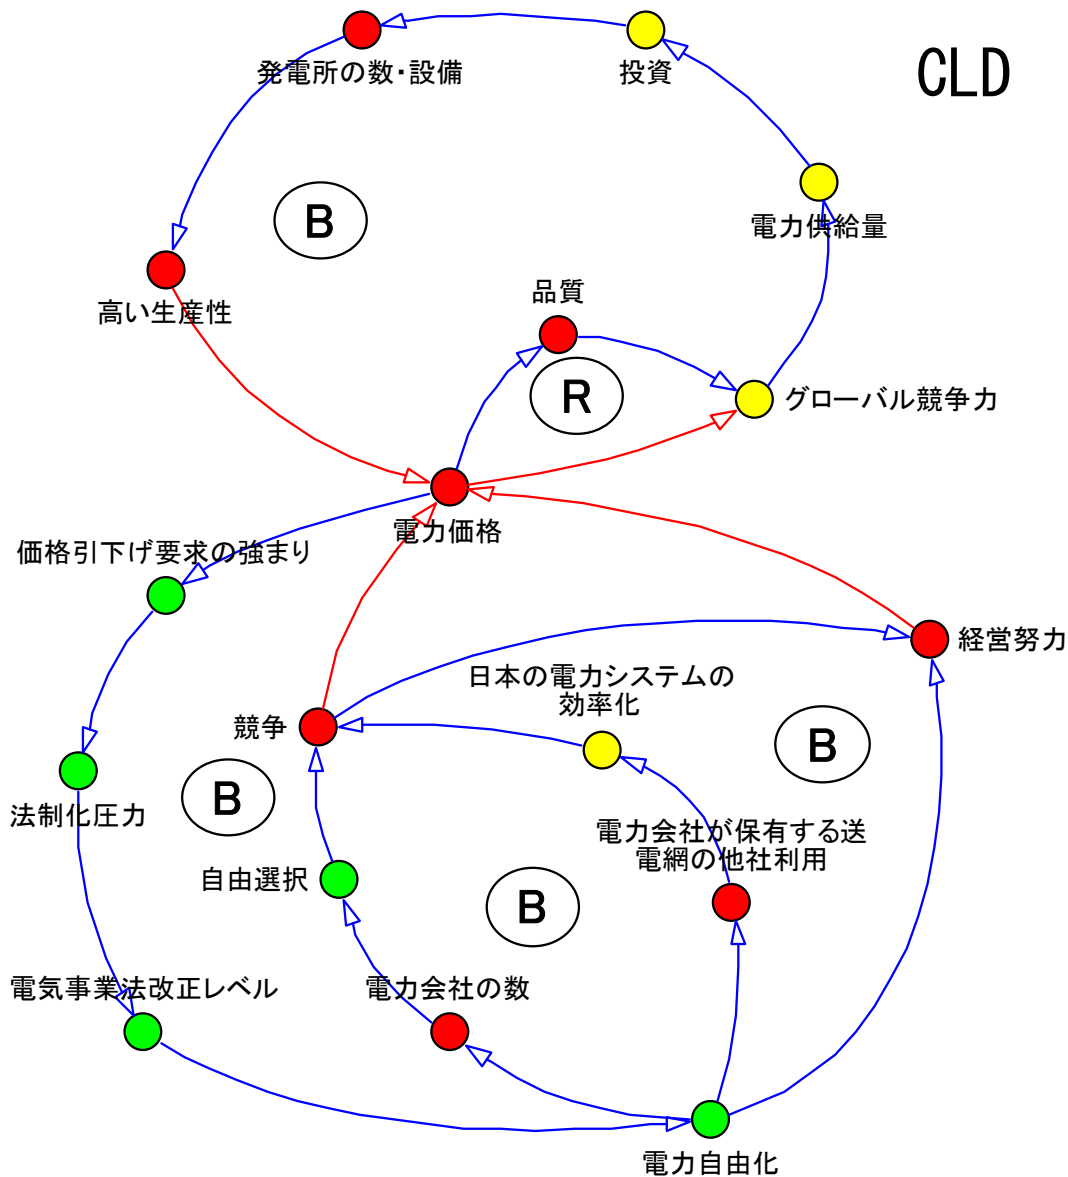 CLD
発電所の数・設備
投資
電力供給量
B
高い生産性
品質
R
グローバル競争力
電力価格
価格引下げ要求の強まり
経営努力
日本の電力システムの
効率化
競争
B
B
法制化圧力
電力会社が保有する送
電網の他社利用
自由選択
B
電気事業法改正レベル
電力会社の数
電力自由化